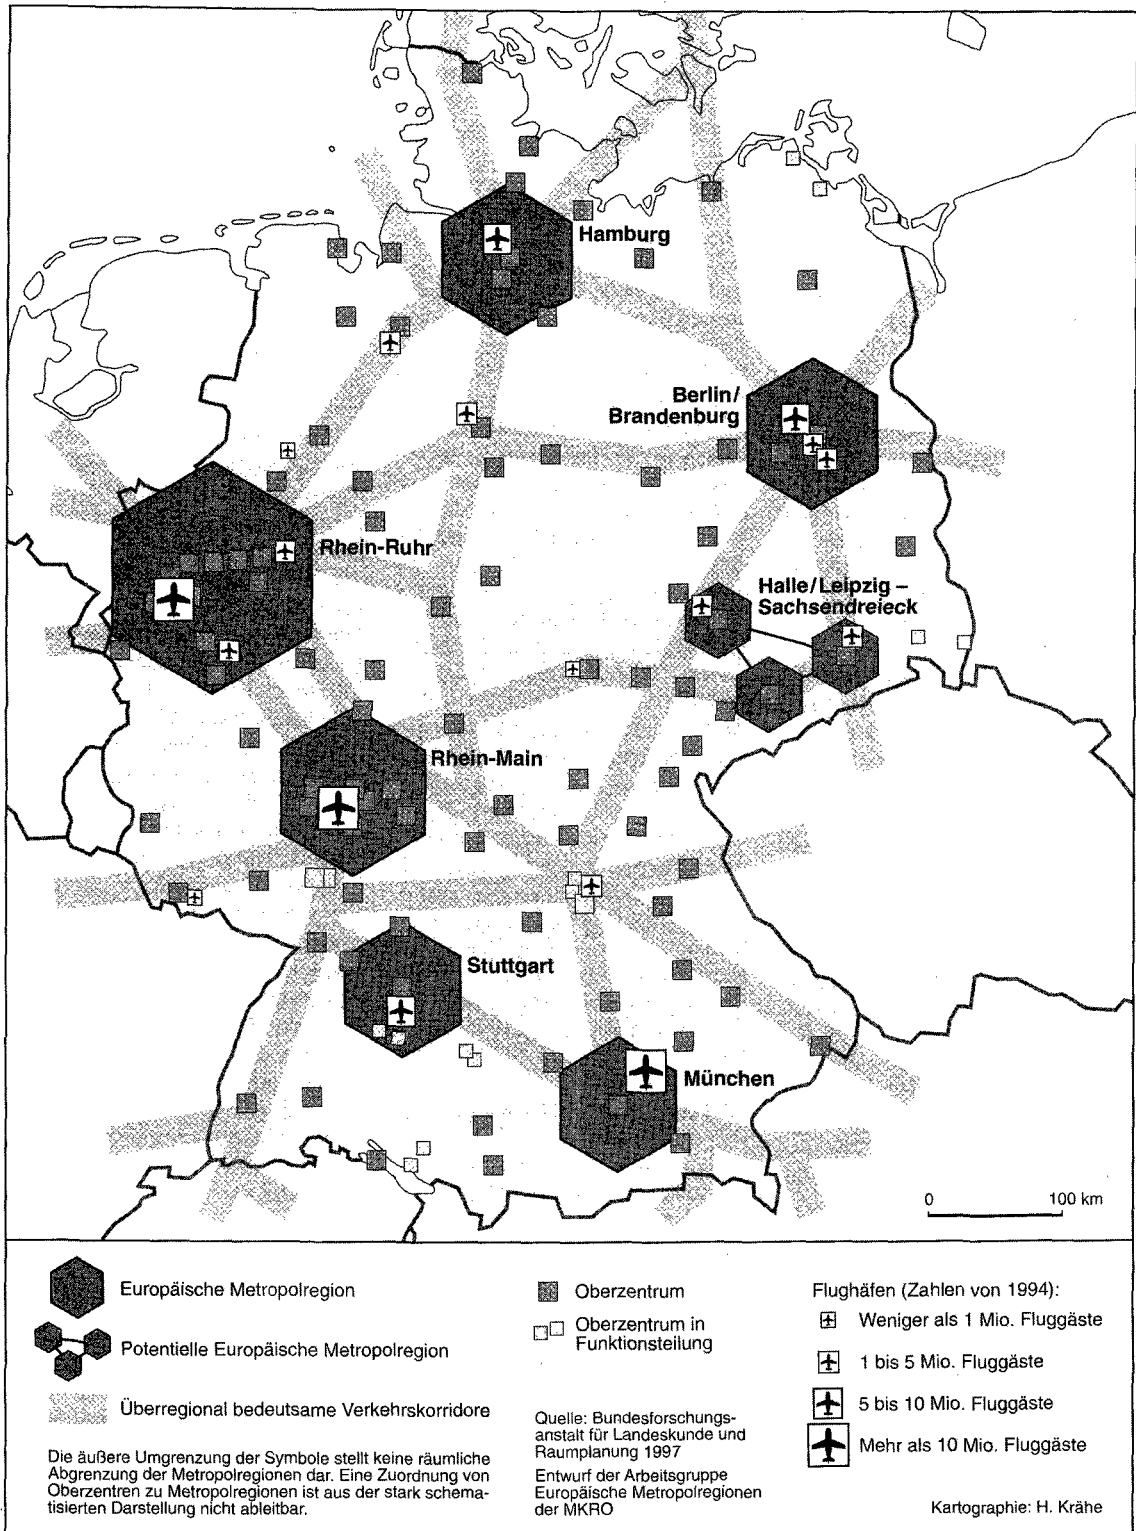 Hamburg
Berlin/
Brandenburg
Rhein-Ruhr
Halle/Leipzig –
Sachsendreieck
Rhein-Main
Stuttgart
München
0 100 km
Europäische Metropolregion
Potentielle Europäische Metropolregion
Überregional bedeutsame Verkehrskorridore
Die äußere Umgrenzung der Symbole stellt keine räumliche
Abgrenzung der Metropolregionen dar. Eine Zuordnung von
Oberzentren zu Metropolregionen ist aus der stark schema-
tisierten Darstellung nicht ableitbar.
Oberzentrum
Oberzentrum in
Funktionsteilung
Quelle: Bundesforschungs-
anstalt für Landeskunde und
Raumplanung 1997
Entwurf der Arbeitsgruppe
Europäische Metropolregionen
der MKRO
Flughäfen (Zahlen von 1994):
Weniger als 1 Mio. Fluggäste
1 bis 5 Mio. Fluggäste
5 bis 10 Mio. Fluggäste
Mehr als 10 Mio. Fluggäste
Kartographie: H. Krähe